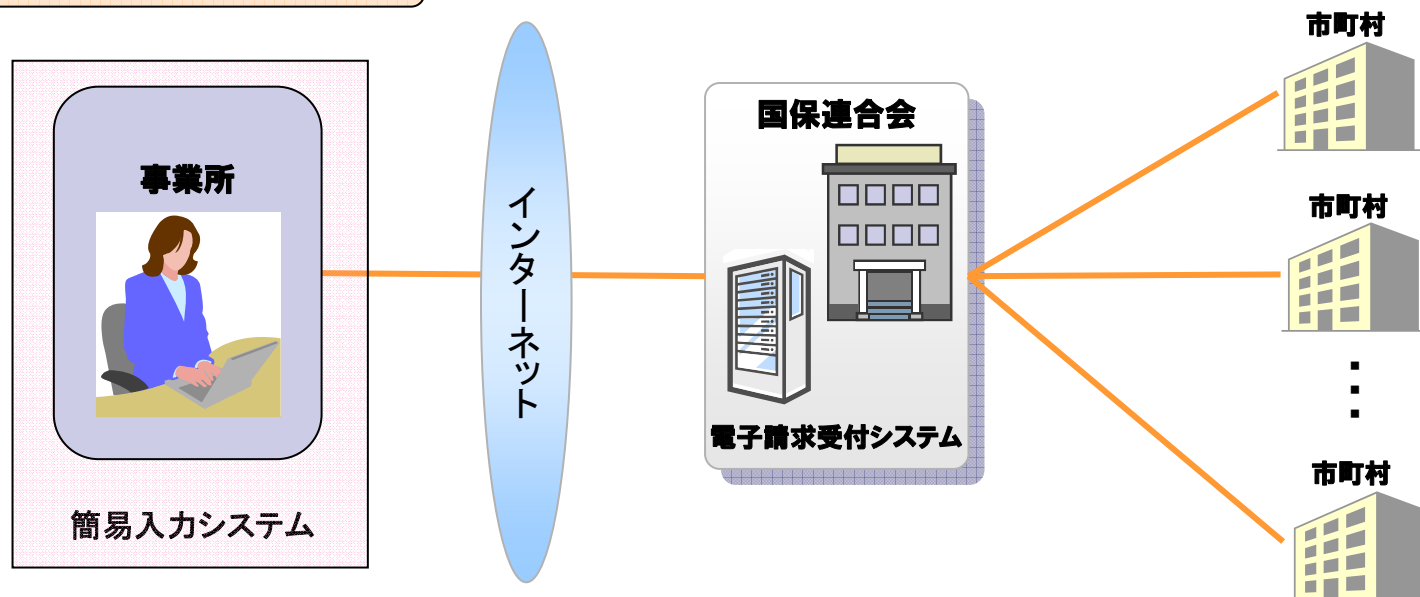 事業所
簡易入力システム
インターネット
国保連合会
電子請求受付システム
市町村
市町村
市町村